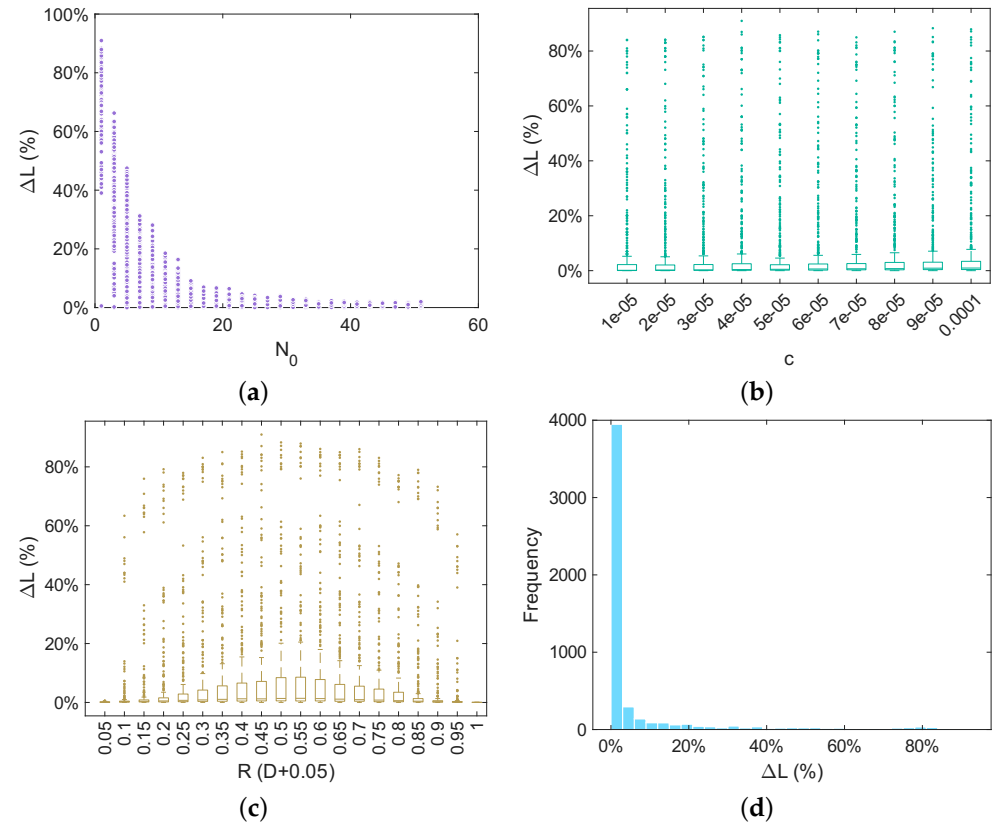 100%
80%
60%
40%
20%
0%
ΔL (%)
0 20 40 60
N0
(a)
80%
60%
40%
20%
0%
ΔL (%)
1e-05 2e-05 3e-05 4e-05 5e-05 6e-05 7e-05 8e-05 9e-05 0.0001
c
(b)
80%
60%
40%
20%
0%
ΔL (%)
0.05 0.1 0.15 0.2 0.25 0.3 0.35 0.4 0.45 0.5 0.55 0.6 0.65 0.7 0.75 0.8 0.85 0.9 0.95 1
R (D+0.05)
(c)
4000
3000
2000
1000
0
Frequency
0% 20% 40% 60% 80%
ΔL (%)
(d)